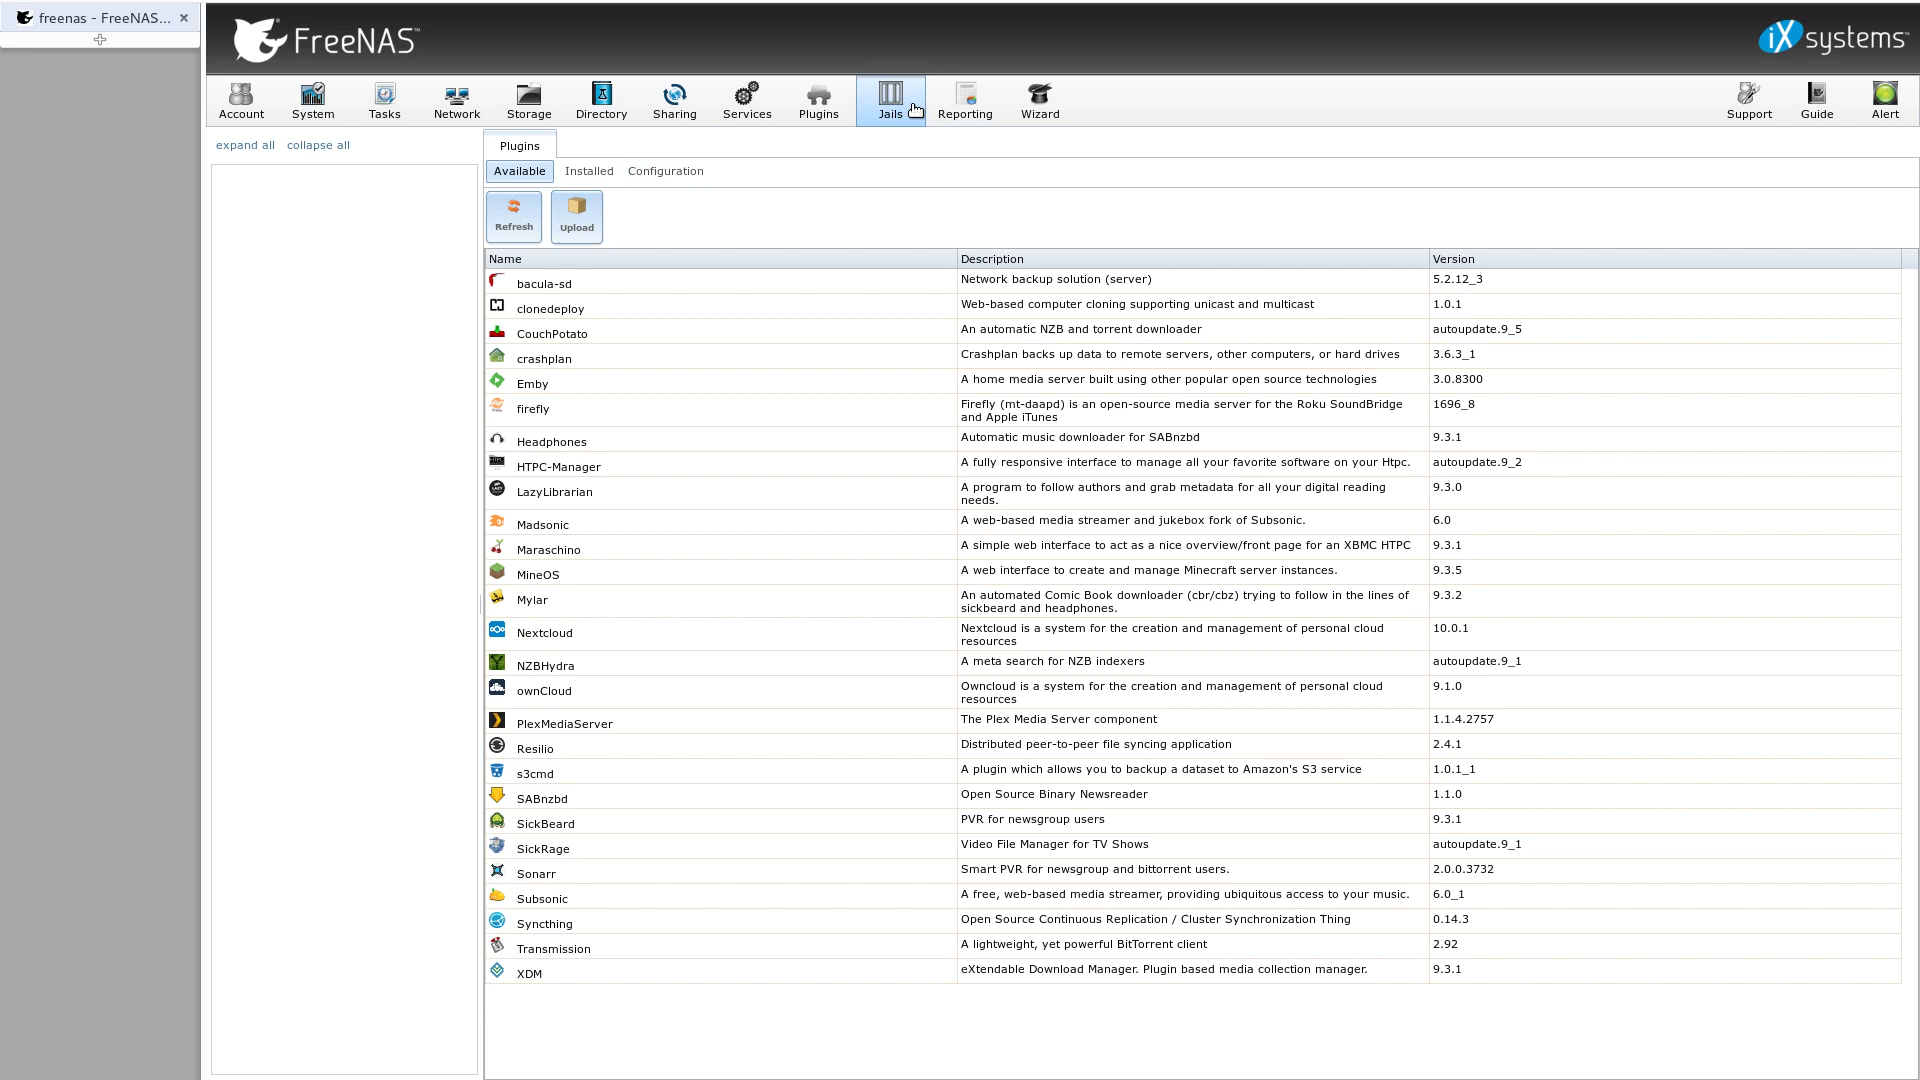 freenas - FreeNAS...
FreeNAS™
iXsystems™
Account System Tasks Network Storage Directory Sharing Services Plugins Jails Reporting Wizard Support Guide Alert
expand all collapse all
Plugins
Available Installed Configuration
Refresh Upload
Name Description Version
bacula-sd Network backup solution (server) 5.2.12_3
clonedeploy Web-based computer cloning supporting unicast and multicast 1.0.1
CouchPotato An automatic NZB and torrent downloader autoupdate.9_5
crashplan Crashplan backs up data to remote servers, other computers, or hard drives 3.6.3_1
Emby A home media server built using other popular open source technologies 3.0.8300
firefly Firefly (mt-daapd) is an open-source media server for the Roku SoundBridge 1696_8
and Apple iTunes
Headphones Automatic music downloader for SABnzbd 9.3.1
HTPC-Manager A fully responsive interface to manage all your favorite software on your Htpc. autoupdate.9_2
LazyLibrarian A program to follow authors and grab metadata for all your digital reading 9.3.0
needs.
Madsonic A web-based media streamer and jukebox fork of Subsonic. 6.0
Maraschino A simple web interface to act as a nice overview/front page for an XBMC HTPC 9.3.1
MineOS A web interface to create and manage Minecraft server instances. 9.3.5
Mylar An automated Comic Book downloader (cbr/cbz) trying to follow in the lines of 9.3.2
sickbeard and headphones.
Nextcloud Nextcloud is a system for the creation and management of personal cloud 10.0.1
resources
NZBHydra A meta search for NZB indexers autoupdate.9_1
ownCloud Owncloud is a system for the creation and management of personal cloud 9.1.0
resources
PlexMediaServer The Plex Media Server component 1.1.4.2757
Resilio Distributed peer-to-peer file syncing application 2.4.1
s3cmd A plugin which allows you to backup a dataset to Amazon's S3 service 1.0.1_1
SABnzbd Open Source Binary Newsreader 1.1.0
SickBeard PVR for newsgroup users 9.3.1
SickRage Video File Manager for TV Shows autoupdate.9_1
Sonarr Smart PVR for newsgroup and bittorrent users. 2.0.0.3732
Subsonic A free, web-based media streamer, providing ubiquitous access to your music. 6.0_1
Syncthing Open Source Continuous Replication / Cluster Synchronization Thing 0.14.3
Transmission A lightweight, yet powerful BitTorrent client 2.92
XDM eXtendable Download Manager. Plugin based media collection manager. 9.3.1